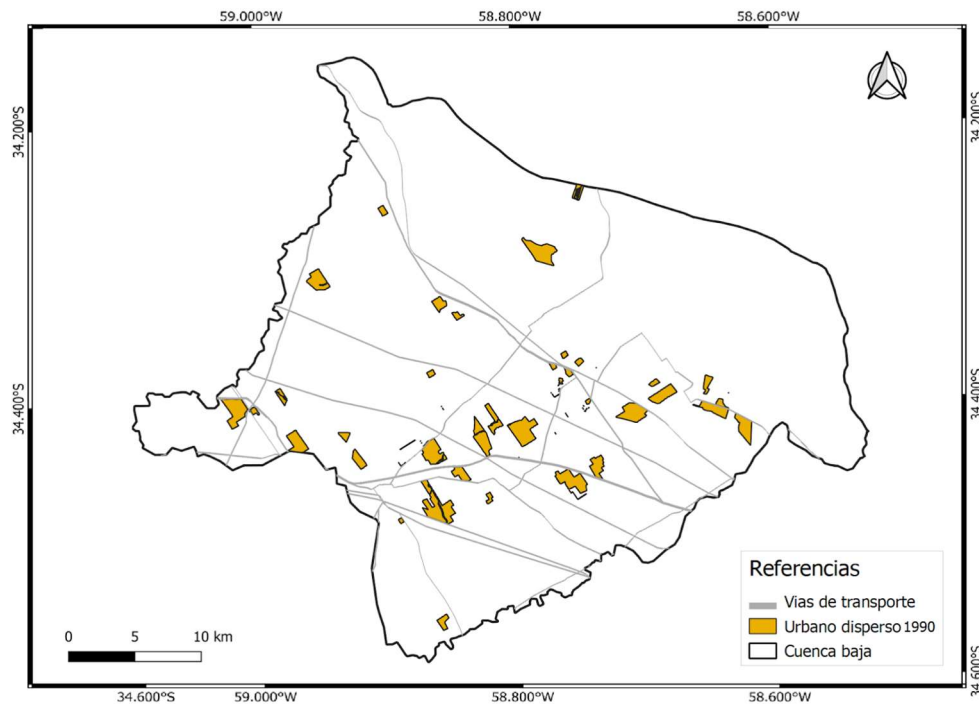 59.000°W 58.800°W 58.600°W
34.200°S 34.200°S
34.400°S 34.400°S
Referencias
Vias de transporte
Urbano disperso 1990
Cuenca baja
0 5 10 km
34.600°S
34.600°S 59.000°W 58.800°W 58.600°W